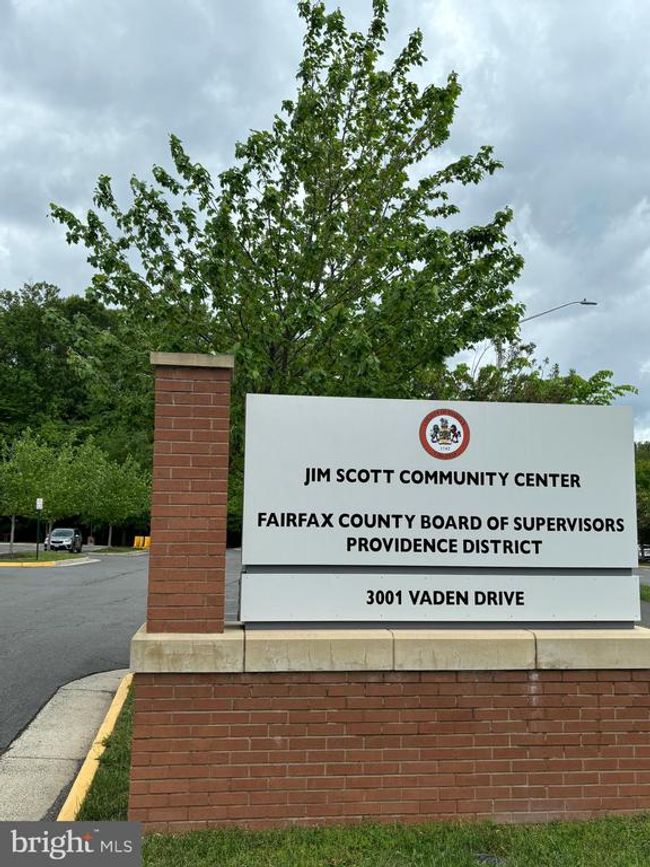 JIM SCOTT COMMUNITY CENTER
FAIRFAX COUNTY BOARD OF SUPERVISORS
PROVIDENCE DISTRICT
3001 VADEN DRIVE
bright MLS